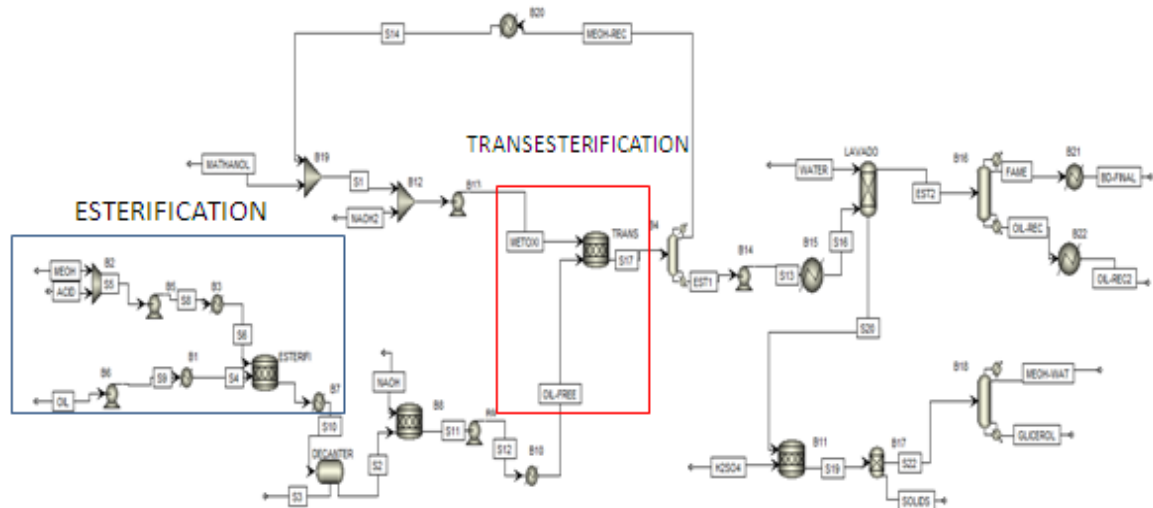 B20
S14
MEOH-REC
TRANSESTERIFICATION
B19
MATHANOL
S1
B12
NAOH2
B13
LAVADO
WATER
B16
FAME
B21
BD-FINAL
EST2
ESTERIFICATION
METOXI
TRANS
B4
S17
B14
B15
S16
OIL-REC
B22
EST1
S13
OIL-REC2
MEOH
B2
S5
ACID
B5
S8
B3
S6
ESTERIFI
B6
B1
OIL
S9
S4
B7
S10
NAOH
B8
S11
S12
B10
OIL-FREE
S20
DECANTER
S2
S3
B18
MEOH-WAT
GLICEROL
B11
H2SO4
S19
B17
S22
SOLIDS